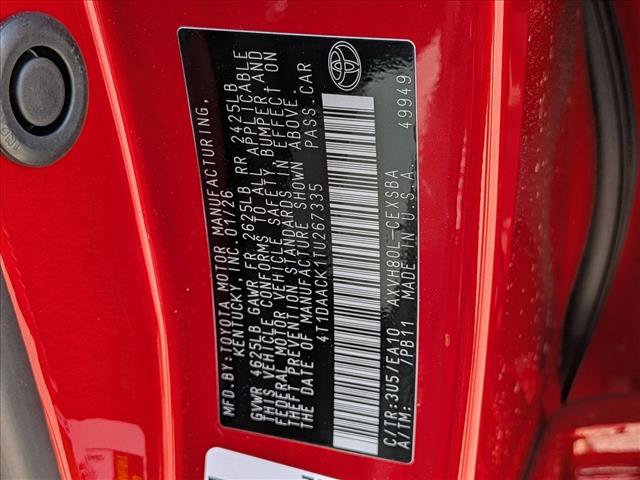 MFD.BY:TOYOTA MOTOR MANUFACTURING,
KENTUCKY, INC. 01/26
GVWR 4625LB GAWR FR 2625LB RR 2425LB
THIS VEHICLE CONFORMS TO ALL APPLICABLE
FEDERAL MOTOR VEHICLE SAFETY, BUMPER AND
THEFT PREVENTION STANDARDS IN EFFECT ON
THE DATE OF MANUFACTURE SHOWN ABOVE.
4T1DAACK1TU267335 PASS.CAR
C/TR:3U5/EA10 AXVH80L-CEXSBA
A/TM: /PB11 MADE IN U.S.A. 49949